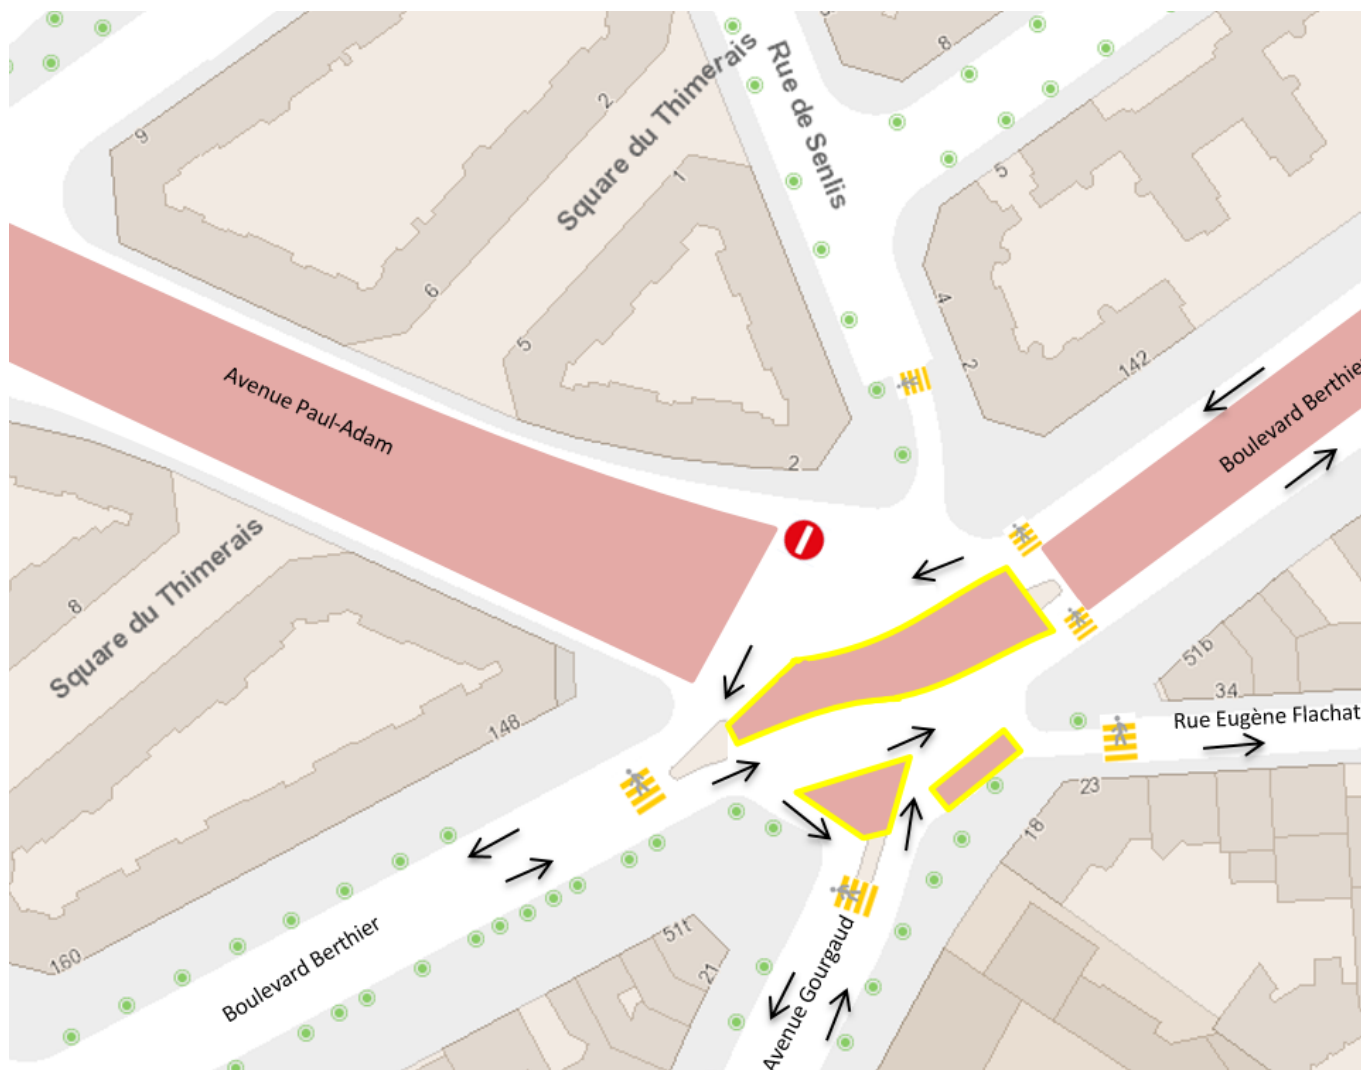 8
9
2
Square du Thimerais
Rue de Senlis
1
5
6
4
5
2
142
Avenue Paul-Adam
Boulevard Berthier
2
Square du Thimerais
8
51b
34
Rue Eugène Flachat
148
23
18
160
Boulevard Berthier
51t
21
Avenue Gourgaud